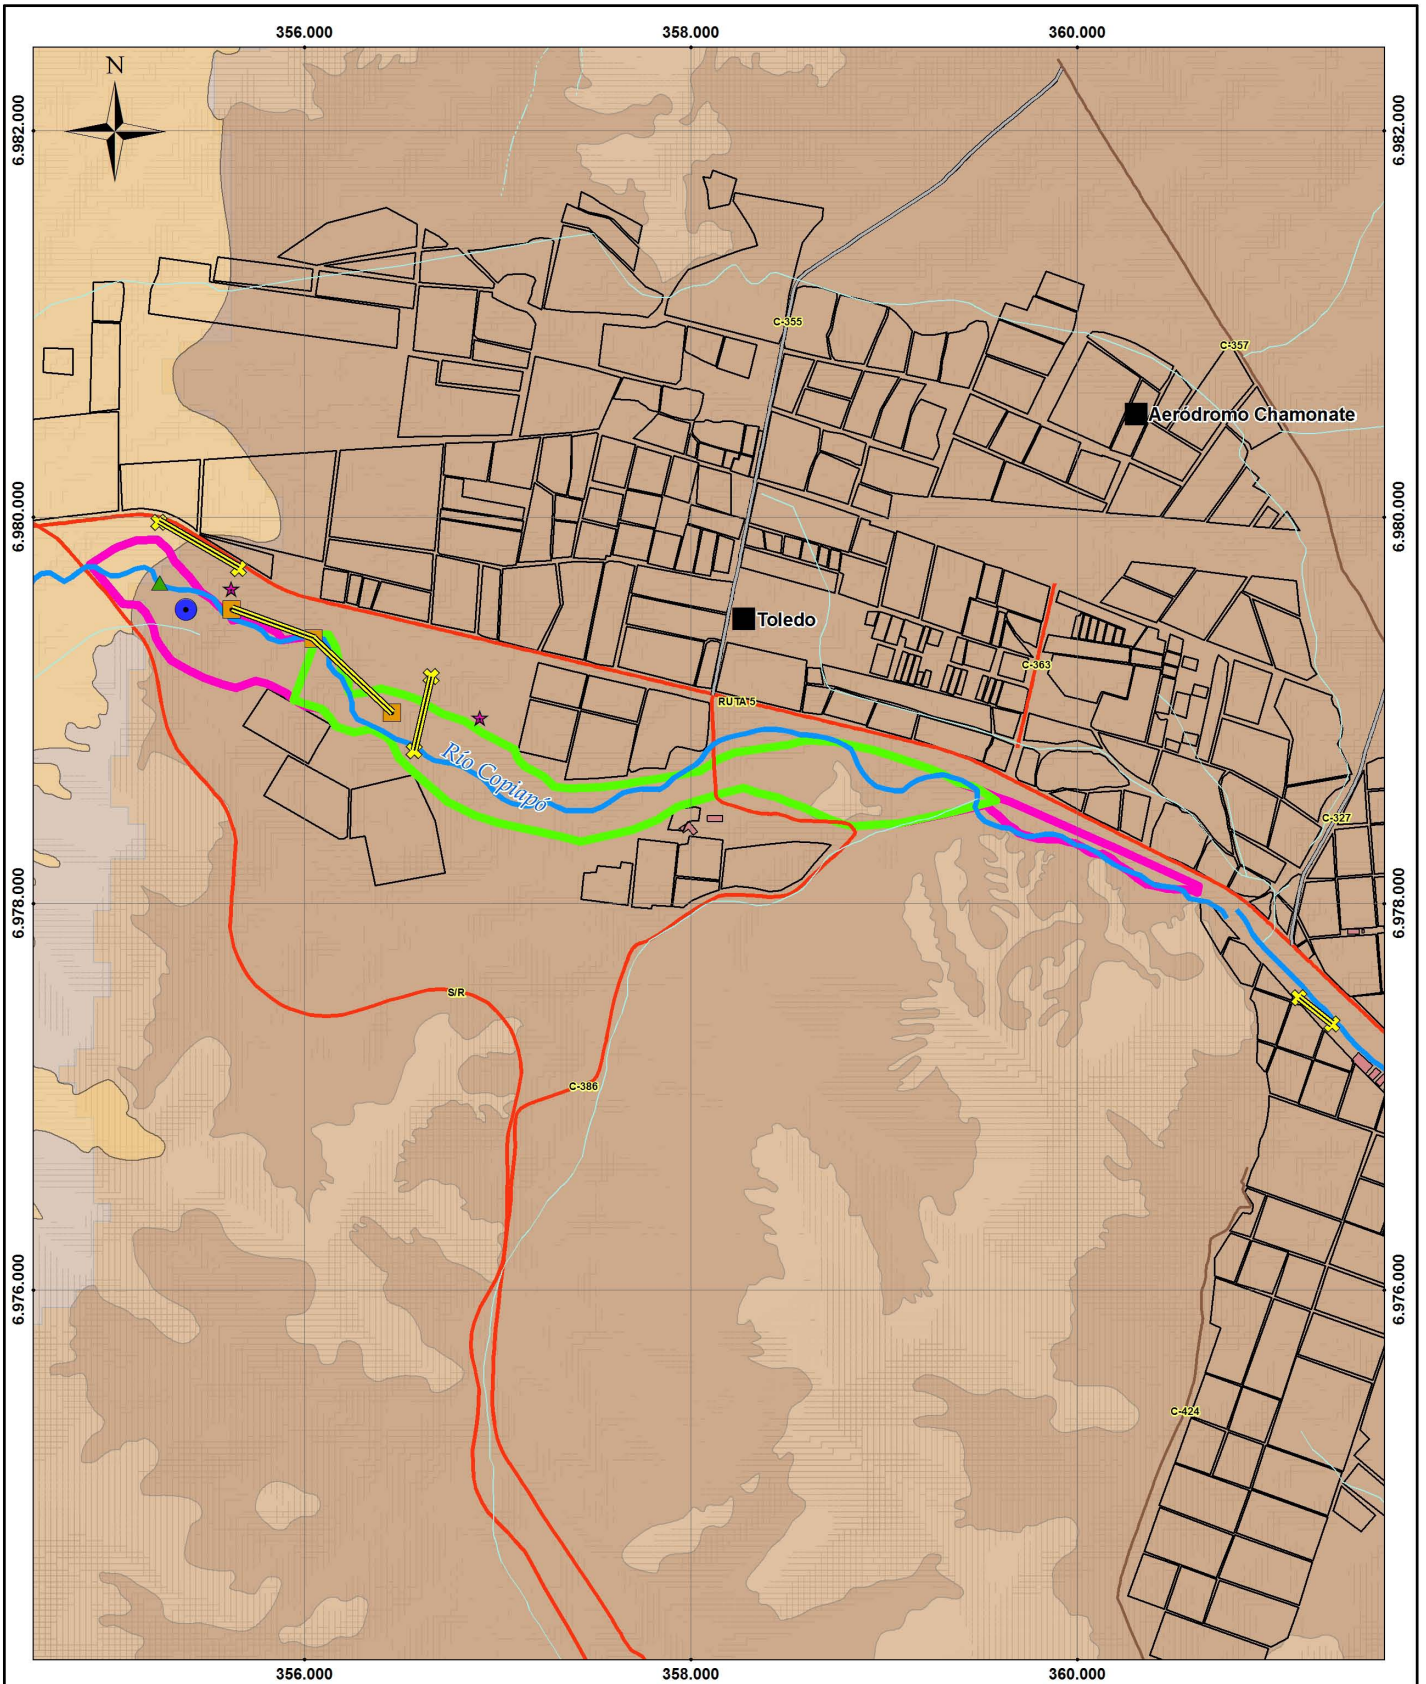 356.000
358.000
360.000
N
6.982.000
6.982.000
C-355
C-357
Aeródromo Chamonate
6.980.000
6.980.000
Toledo
C-363
RUTA 5
Río Copiapó
C-327
6.978.000
6.978.000
S/R
C-386
6.976.000
6.976.000
C-424
356.000
358.000
360.000